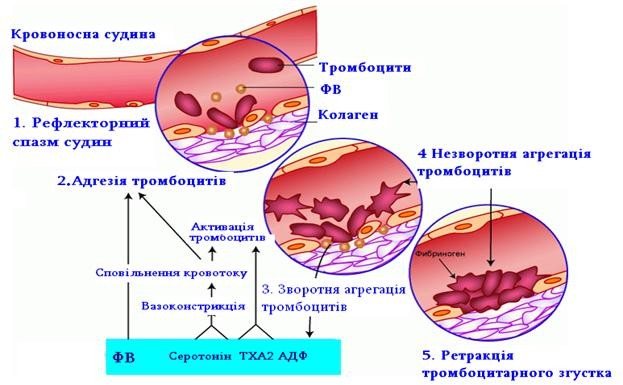 Кровоносна судина
Тромбоцити
ФВ
Колаген
1. Рефлекторний
спазм судин
2.Адгезія тромбоцитів
4 Незворотня агрегація
тромбоцитів
Активація
тромбоцитів
Фибриноген
Сповільнення кровотоку
3. Зворотня агрегація
тромбоцитів
Вазоконстрикція
ФВ Серотонін ТХА2 АДФ
5. Ретракція
тромбоцитарного згустка